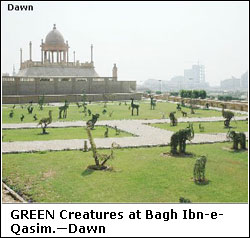 Dawn
GREEN Creatures at Bagh Ibn-e-
Qasim.—Dawn